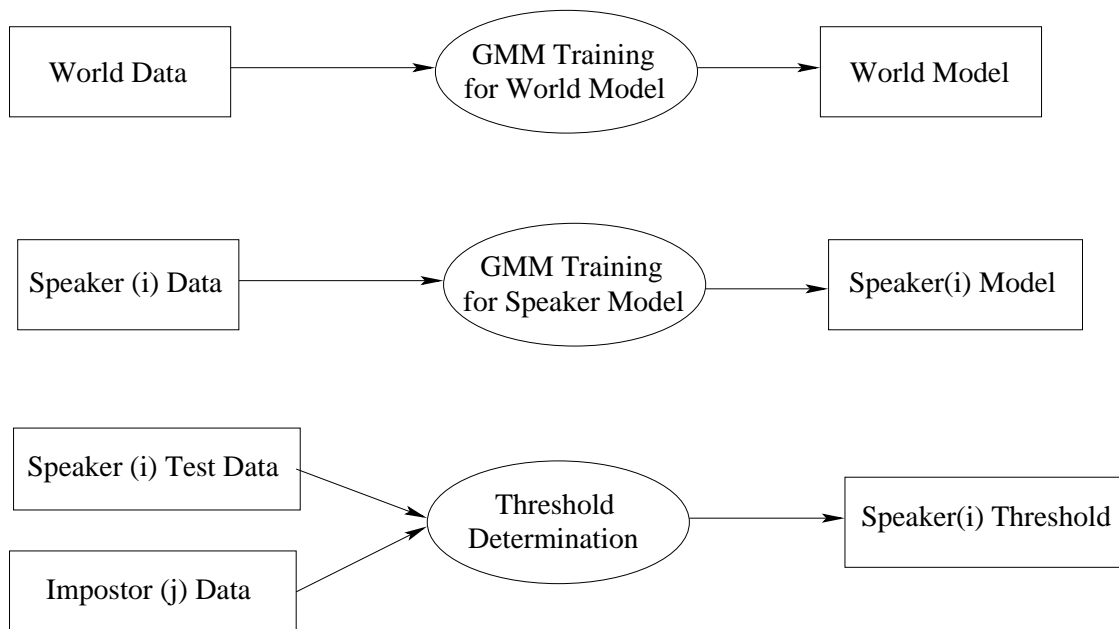 World Data
GMM Training
for World Model
World Model
Speaker (i) Data
GMM Training
for Speaker Model
Speaker(i) Model
Speaker (i) Test Data
Impostor (j) Data
Threshold
Determination
Speaker(i) Threshold